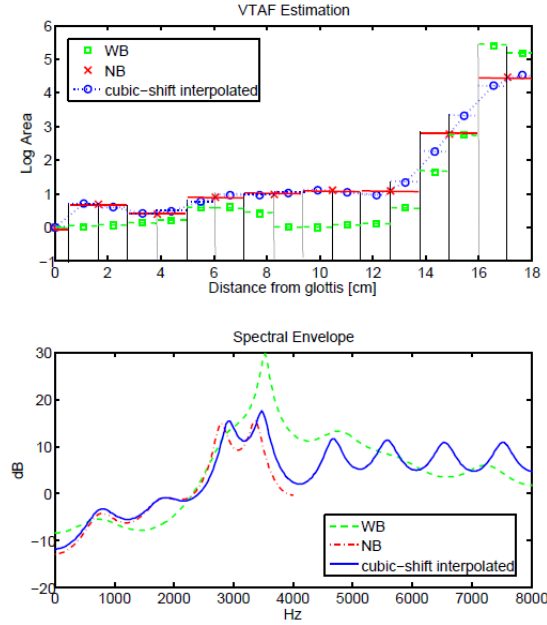 VTAF Estimation
6
5
4
3
2
1
0
−1
Log Area
WB
NB
cubic−shift interpolated
0 2 4 6 8 10 12 14 16 18
Distance from glottis [cm]
Spectral Envelope
30
20
10
0
−10
−20
dB
WB
NB
cubic−shift interpolated
0 1000 2000 3000 4000 5000 6000 7000 8000
Hz